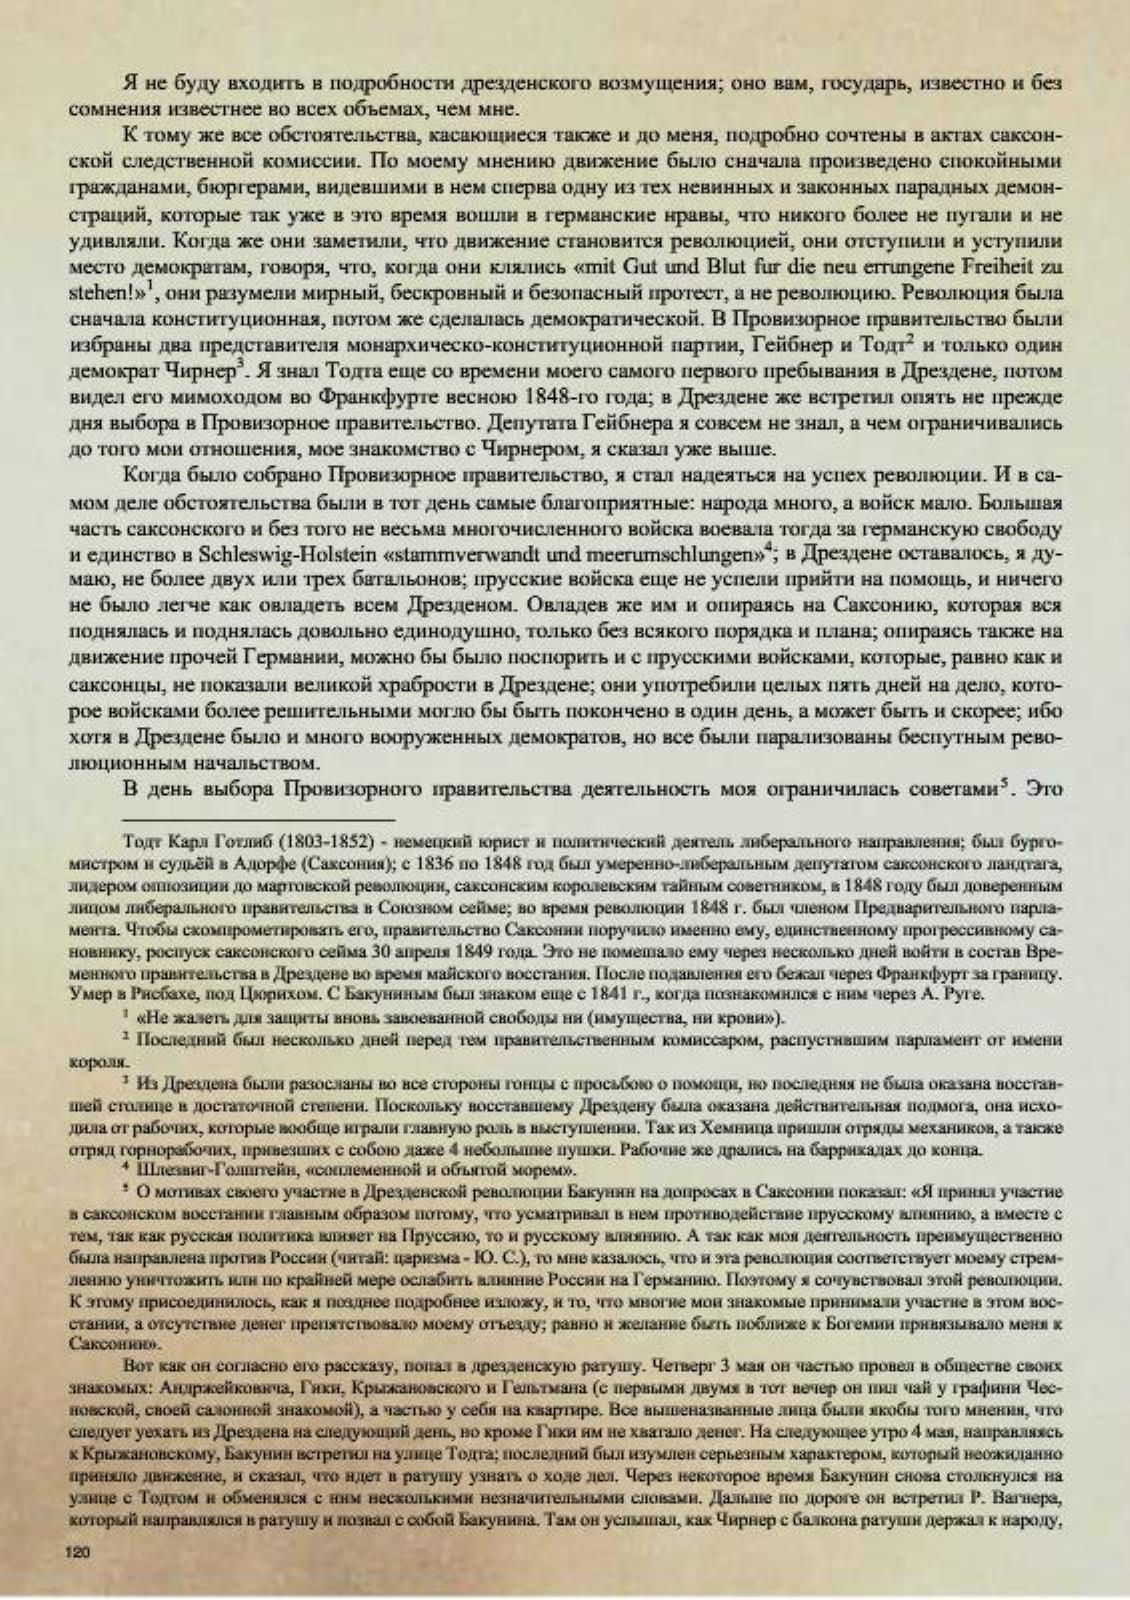 Я не буду входить в подробности дрезденского возмущения; оно вам, государь, известно и без
сомнения известнее во всех объемах, чем мне.
К тому же все обстоятельства, касающиеся также и до меня, подробно сочтены в актах саксон-
ской следственной комиссии. По моему мнению движение было сначала произведено спокойными
гражданами, бюргерами, видевшими в нем сперва одну из тех невинных и законных парадных демон-
страций, которые так уже в это время вошли в германские нравы, что никого более не пугали и не
удивляли. Когда же они заметили, что движение становится революцией, они отступили и уступили
место демократам, говоря, что, когда они клялись «mit Gut und Blut fur die neu errungene Freiheit zu
stehen!»¹, они разумели мирный, бескровный и безопасный протест, а не революцию. Революция была
сначала конституционная, потом же сделалась демократической. В Провизорное правительство были
избраны два представителя монархическо-конституционной партии, Гейбнер и Тодт² и только один
демократ Чирнер³. Я знал Тодта еще со времени моего самого первого пребывания в Дрездене, потом
видел его мимоходом во Франкфурте весною 1848-го года; в Дрездене же встретил опять не прежде
дня выбора в Провизорное правительство. Депутата Гейбнера я совсем не знал, а чем ограничивались
до того мои отношения, мое знакомство с Чирнером, я сказал уже выше.
Когда было собрано Провизорное правительство, я стал надеяться на успех революции. И в са-
мом деле обстоятельства были в тот день самые благоприятные: народа много, а войск мало. Большая
часть саксонского и без того не весьма многочисленного войска воевала тогда за германскую свободу
и единство в Schleswig-Holstein «stammverwandt und meerumschlungen»⁴; в Дрездене оставалось, я ду-
маю, не более двух или трех батальонов; прусские войска еще не успели прийти на помощь, и ничего
не было легче как овладеть всем Дрезденом. Овладев же им и опираясь на Саксонию, которая вся
поднялась и поднялась довольно единодушно, только без всякого порядка и плана; опираясь также на
движение прочей Германии, можно бы было поспорить и с прусскими войсками, которые, равно как и
саксонцы, не показали великой храбрости в Дрездене; они употребили целых пять дней на дело, кото-
рое войсками более решительными могло бы быть покончено в один день, а может быть и скорее; ибо
хотя в Дрездене было и много вооруженных демократов, но все были парализованы беспутным рево-
люционным начальством.
В день выбора Провизорного правительства деятельность моя ограничилась советами⁵. Это
Тодт Карл Готлиб (1803-1852) - немецкий юрист и политический деятель либерального направления; был бурго-
мистром и судьёй в Адорфе (Саксония); с 1836 по 1848 год был умеренно-либеральным депутатом саксонского ландтага,
лидером оппозиции до мартовской революции, саксонским королевским тайным советником, в 1848 году был доверенным
лицом либерального правительства в Союзном сейме; во время революции 1848 г. был членом Предварительного парла-
мента. Чтобы скомпрометировать его, правительство Саксонии поручило именно ему, единственному прогрессивному са-
новнику, роспуск саксонского сейма 30 апреля 1849 года. Это не помешало ему через несколько дней войти в состав Вре-
менного правительства в Дрездене во время майского восстания. После подавления его бежал через Франкфурт за границу.
Умер в Рисбахе, под Цюрихом. С Бакуниным был знаком еще с 1841 г., когда познакомился с ним через А. Руге.
¹ «Не жалеть для защиты вновь завоеванной свободы ни (имущества, ни крови»).
² Последний был несколько дней перед тем правительственным комиссаром, распустившим парламент от имени
короля.
³ Из Дрездена были разосланы во все стороны гонцы с просьбою о помощи, но последняя не была оказана восстав-
шей столице в достаточной степени. Поскольку восставшему Дрездену была оказана действительная подмога, она исхо-
дила от рабочих, которые вообще играли главную роль в выступлении. Так из Хемница пришли отряды механиков, а также
отряд горнорабочих, привезших с собою даже 4 небольшие пушки. Рабочие же дрались на баррикадах до конца.
⁴ Шлезвиг-Голштейн, «соплеменной и объятой морем».
⁵ О мотивах своего участие в Дрезденской революции Бакунин на допросах в Саксонии показал: «Я принял участие
в саксонском восстании главным образом потому, что усматривал в нем противодействие прусскому влиянию, а вместе с
тем, так как русская политика влияет на Пруссию, то и русскому влиянию. А так как моя деятельность преимущественно
была направлена против России (читай: царизма - Ю. С.), то мне казалось, что и эта революция соответствует моему стрем-
лению уничтожить или по крайней мере ослабить влияние России на Германию. Поэтому я сочувствовал этой революции.
К этому присоединилось, как я позднее подробнее изложу, и то, что многие мои знакомые принимали участие в этом вос-
стании, а отсутствие денег препятствовало моему отъезду; равно и желание быть поближе к Богемии привязывало меня к
Саксонии».
Вот как он согласно его рассказу, попал в дрезденскую ратушу. Четверг 3 мая он частью провел в обществе своих
знакомых: Андржейковича, Гики, Крыжановского и Гельтмана (с первыми двумя в тот вечер он пил чай у графини Чес-
новской, своей салонной знакомой), а частью у себя на квартире. Все вышеназванные лица были якобы того мнения, что
следует уехать из Дрездена на следующий день, но кроме Гики им не хватало денег. На следующее утро 4 мая, направляясь
к Крыжановскому, Бакунин встретил на улице Тодта; последний был изумлен серьезным характером, который неожиданно
приняло движение, и сказал, что идет в ратушу узнать о ходе дел. Через некоторое время Бакунин снова столкнулся на
улице с Тодтом и обменялся с ним несколькими незначительными словами. Дальше по дороге он встретил Р. Вагнера,
который направлялся в ратушу и позвал с собой Бакунина. Там он услышал, как Чирнер с балкона ратуши держал к народу,
120